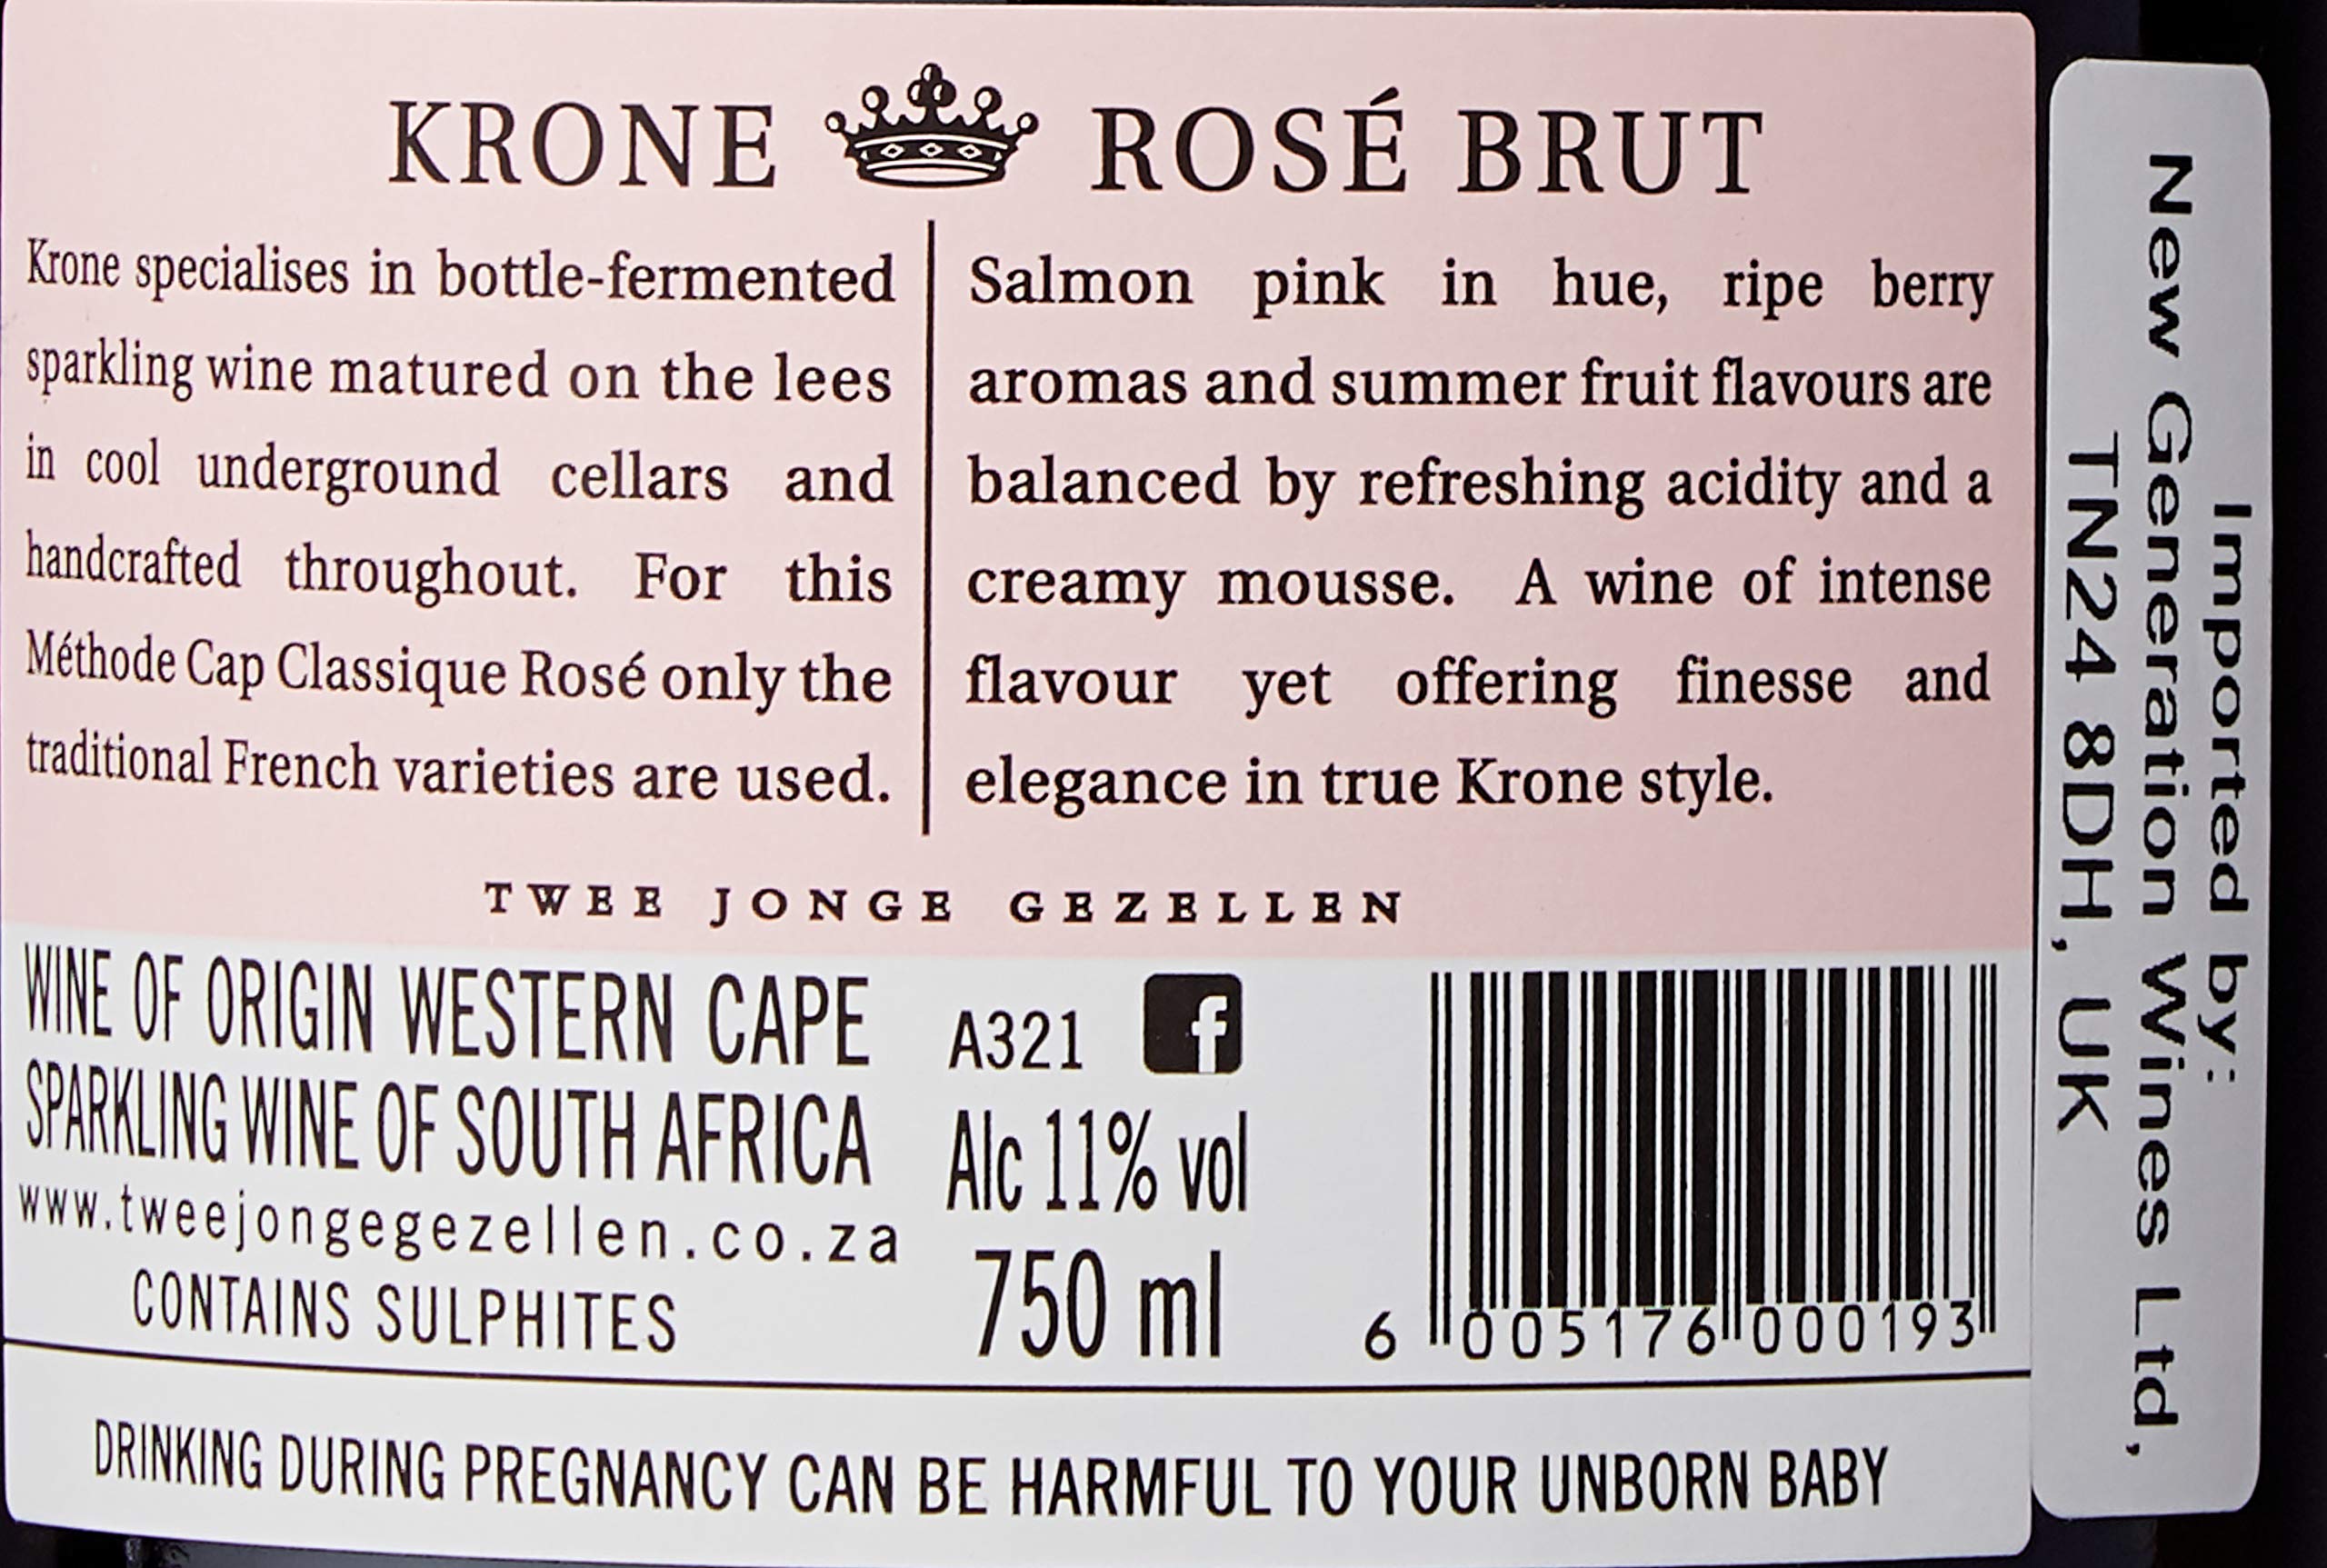 KRONE ROSÉ BRUT
Krone specialises in bottle-fermented
sparkling wine matured on the lees
in cool underground cellars and
handcrafted throughout. For this
Méthode Cap Classique Rosé only the
traditional French varieties are used.
Salmon pink in hue, ripe berry
aromas and summer fruit flavours are
balanced by refreshing acidity and a
creamy mousse. A wine of intense
flavour yet offering finesse and
elegance in true Krone style.
TWEE JONGE GEZELLEN
WINE OF ORIGIN WESTERN CAPE
SPARKLING WINE OF SOUTH AFRICA
www.tweejongegezellen.co.za
CONTAINS SULPHITES
A321 f
Alc 11% vol
750 ml
6 005176 000193
DRINKING DURING PREGNANCY CAN BE HARMFUL TO YOUR UNBORN BABY
Imported by:
New Generation Wines Ltd,
TN24 8DH, UK